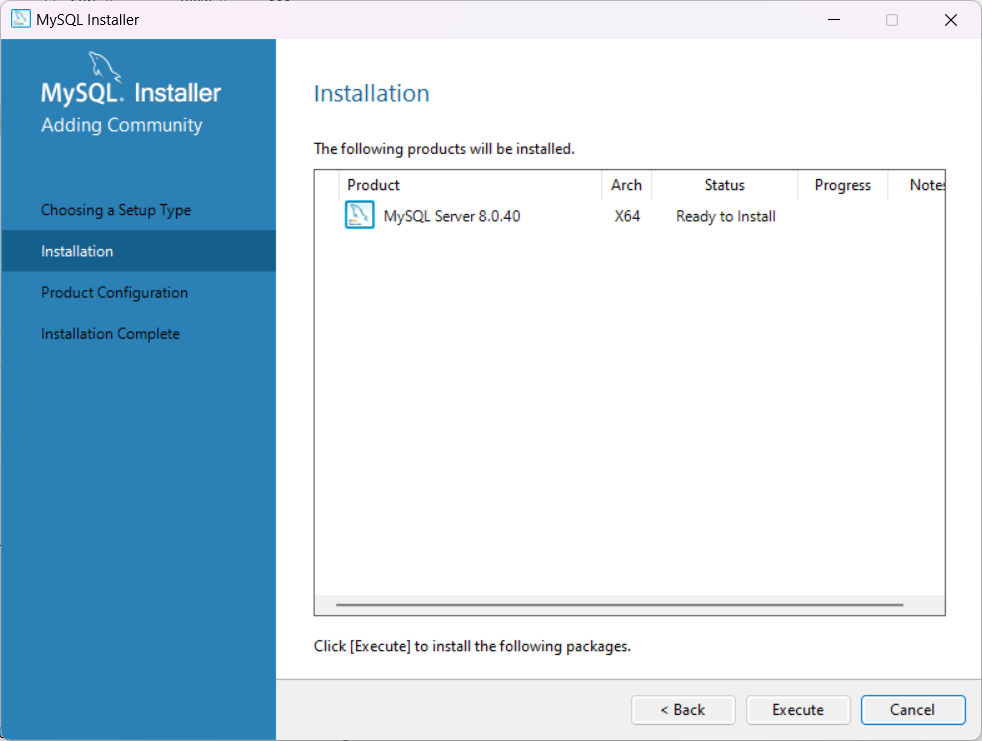 MySQL Installer
MySQL. Installer
Adding Community
Choosing a Setup Type
Installation
Product Configuration
Installation Complete
Installation
The following products will be installed.
Product Arch Status Progress Notes
MySQL Server 8.0.40 X64 Ready to Install
Click [Execute] to install the following packages.
< Back Execute Cancel